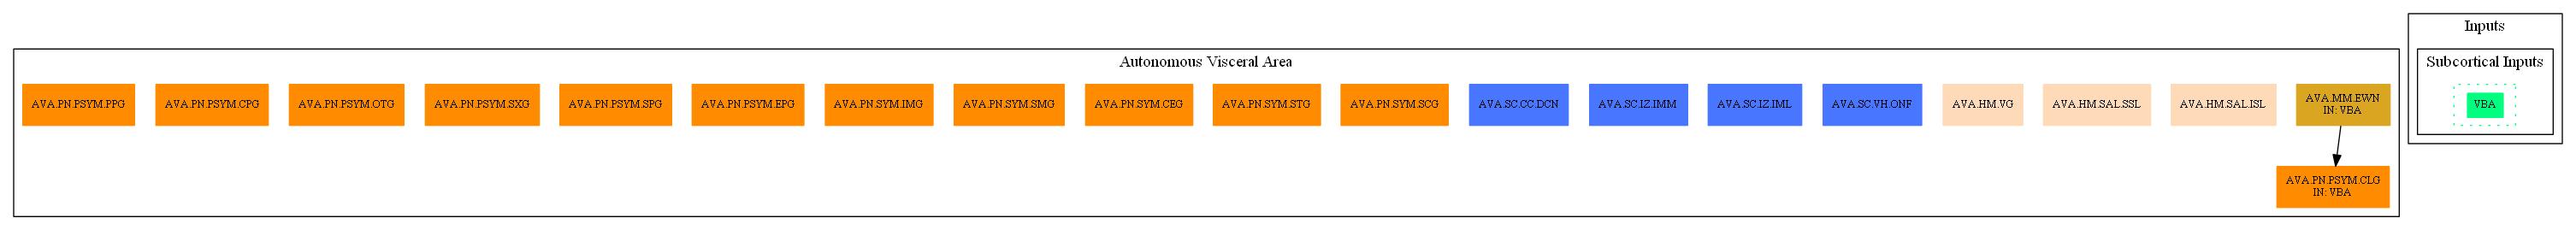 Inputs
Autonomous Visceral Area
Subcortical Inputs
AVA.PN.PSYM.PPG
AVA.PN.PSYM.CPG
AVA.PN.PSYM.OTG
AVA.PN.PSYM.SXG
AVA.PN.PSYM.SPG
AVA.PN.PSYM.EPG
AVA.PN.SYM.IMG
AVA.PN.SYM.SMG
AVA.PN.SYM.CEG
AVA.PN.SYM.STG
AVA.PN.SYM.SCG
AVA.SC.CC.DCN
AVA.SC.IZ.IMM
AVA.SC.IZ.IML
AVA.SC.VH.ONF
AVA.HM.VG
AVA.HM.SAL.SSL
AVA.HM.SAL.ISL
AVA.MM.EWN
IN: VBA
VBA
AVA.PN.PSYM.CLG
IN: VBA